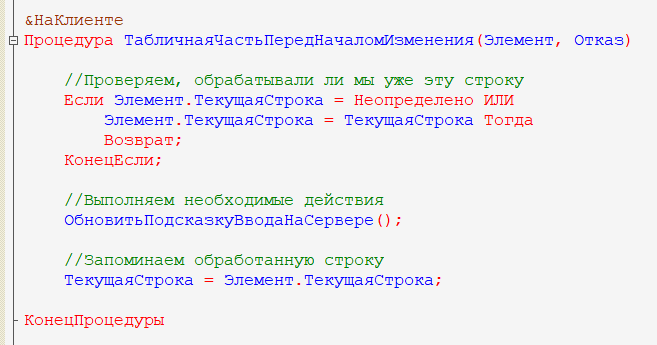 &НаКлиенте
Процедура ТабличнаяЧастьПередНачаломИзменения(Элемент, Отказ)
//Проверяем, обрабатывали ли мы уже эту строку
Если Элемент.ТекущаяСтрока = Неопределено ИЛИ
Элемент.ТекущаяСтрока = ТекущаяСтрока Тогда
Возврат;
КонецЕсли;
//Выполняем необходимые действия
ОбновитьПодсказкуВводаНаСервере();
//Запоминаем обработанную строку
ТекущаяСтрока = Элемент.ТекущаяСтрока;
КонецПроцедуры